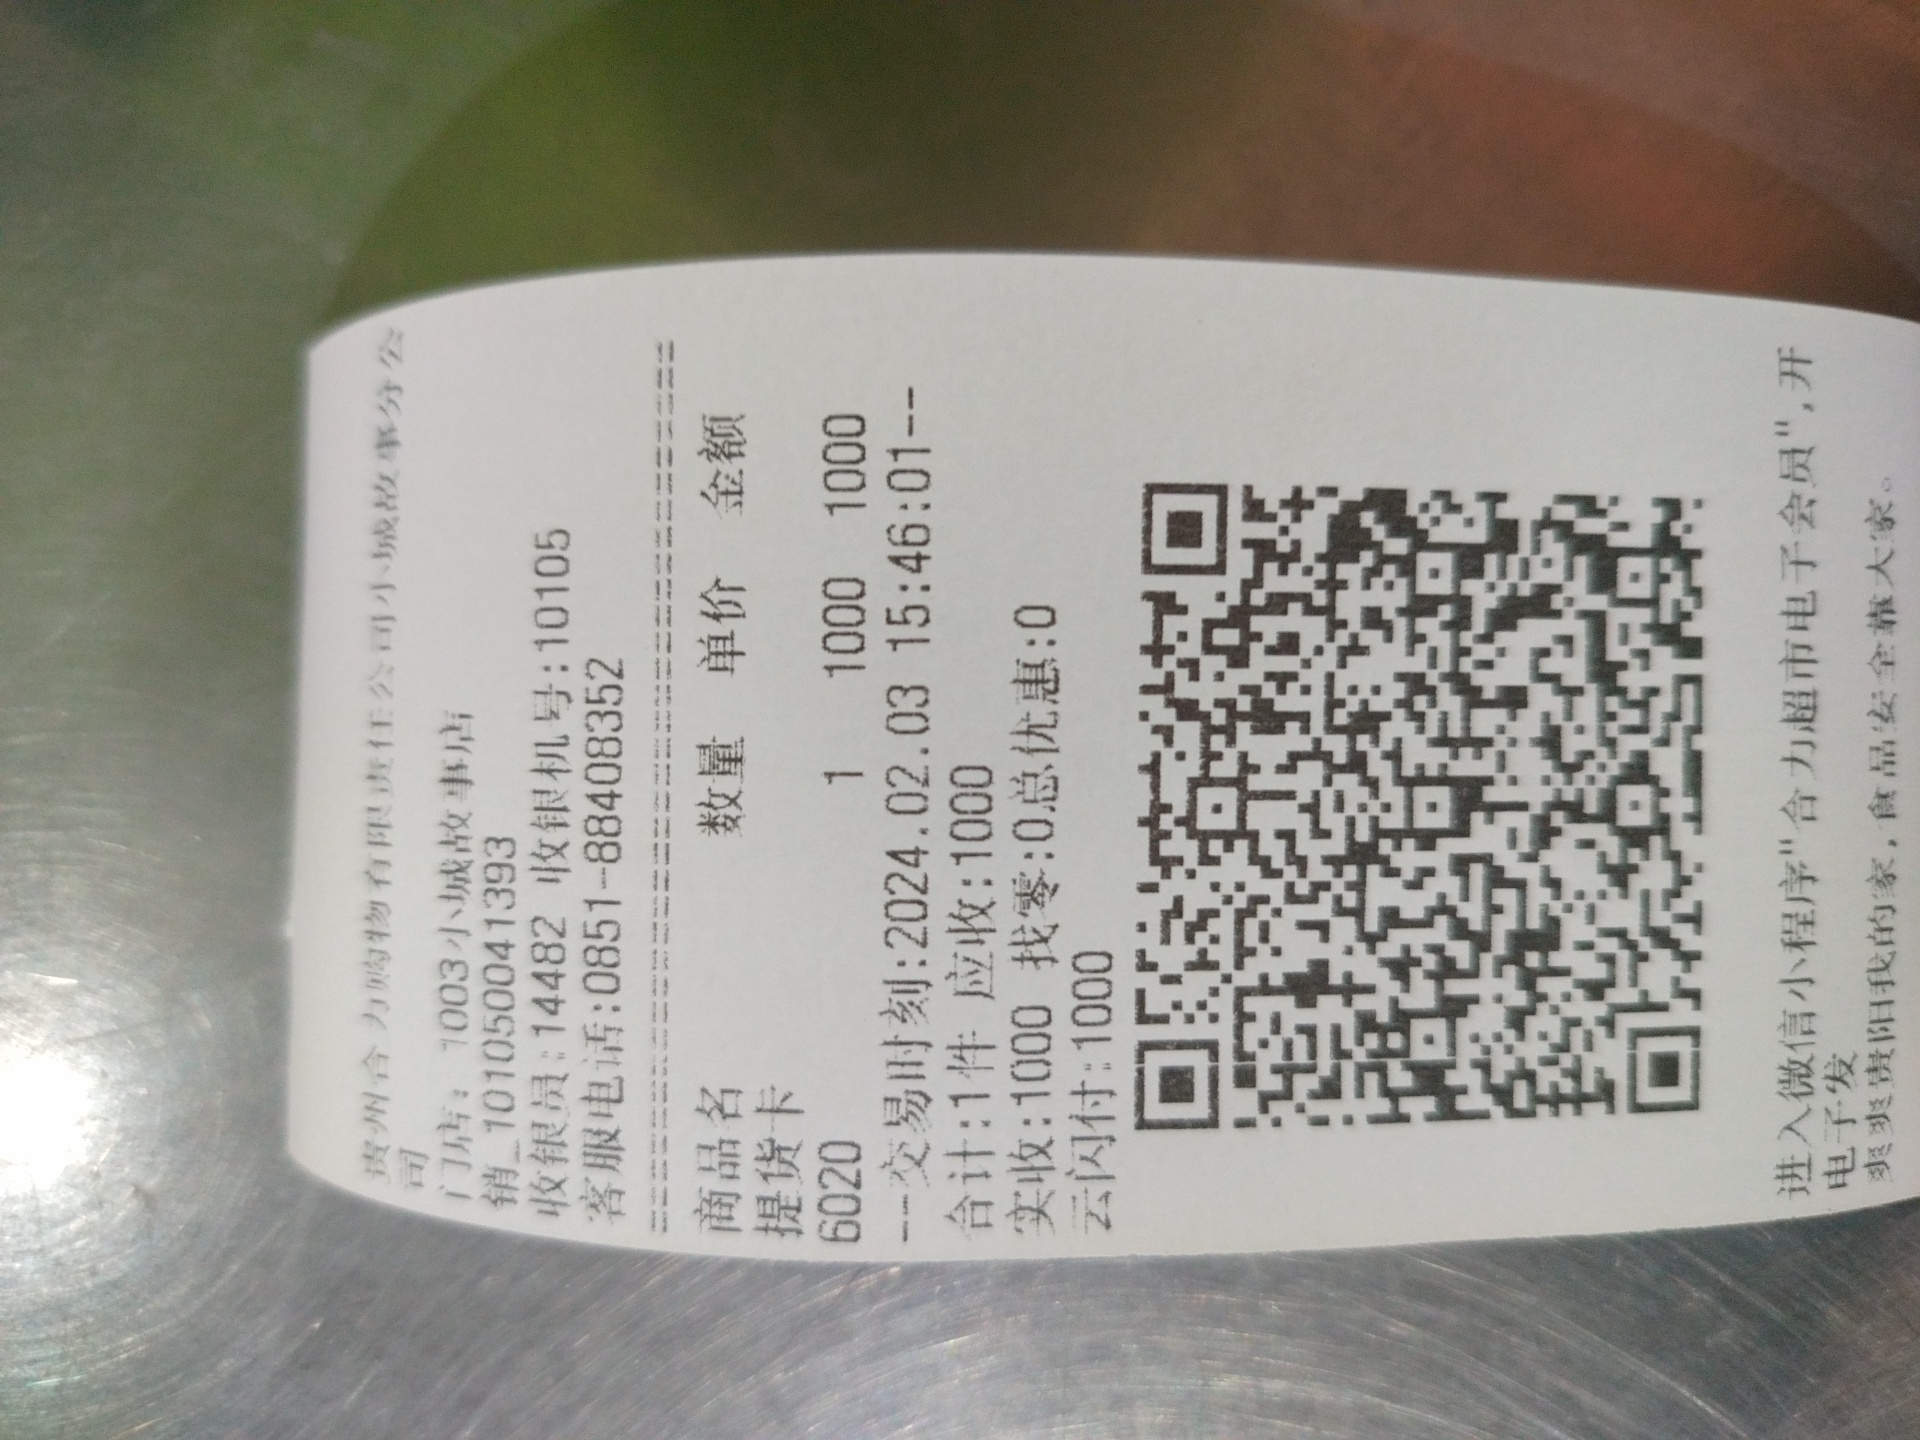 贵州合力购物有限责任公司小城故事分公
司
门店: 1003小城故事店
销_101050041393
收银员:14482 收银机号:10105
客服电话:0851-88408352
商品名 数量 单价 金额
提货卡
6020 1 1000 1000
--交易时刻:2024.02.03 15:46:01--
合计:1件 应收:1000
实收:1000 找零:0总优惠:0
云闪付:1000
进入微信小程序"合力超市电子会员",开
电子发
爽爽贵阳我的家,食品安全靠大家。